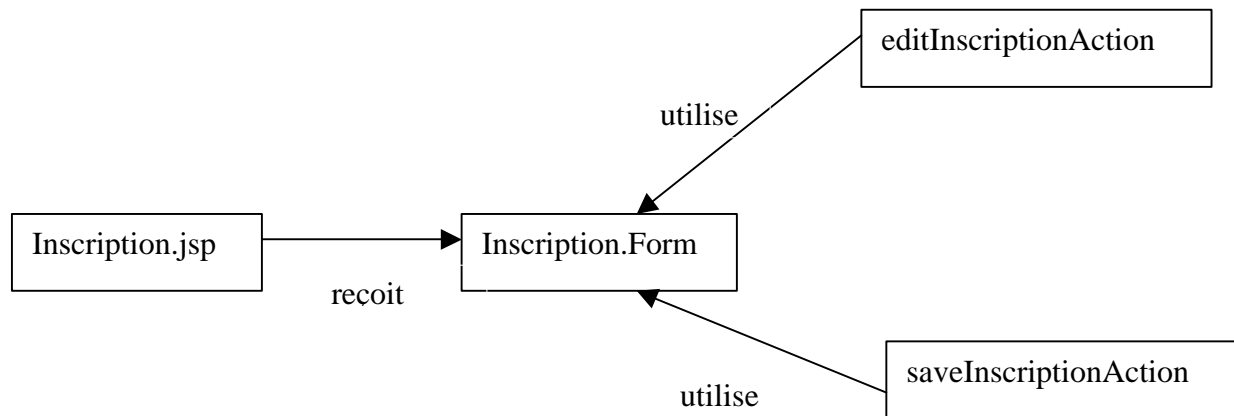 editInscriptionAction
utilise
Inscription.jsp
Inscription.Form
reçoit
saveInscriptionAction
utilise